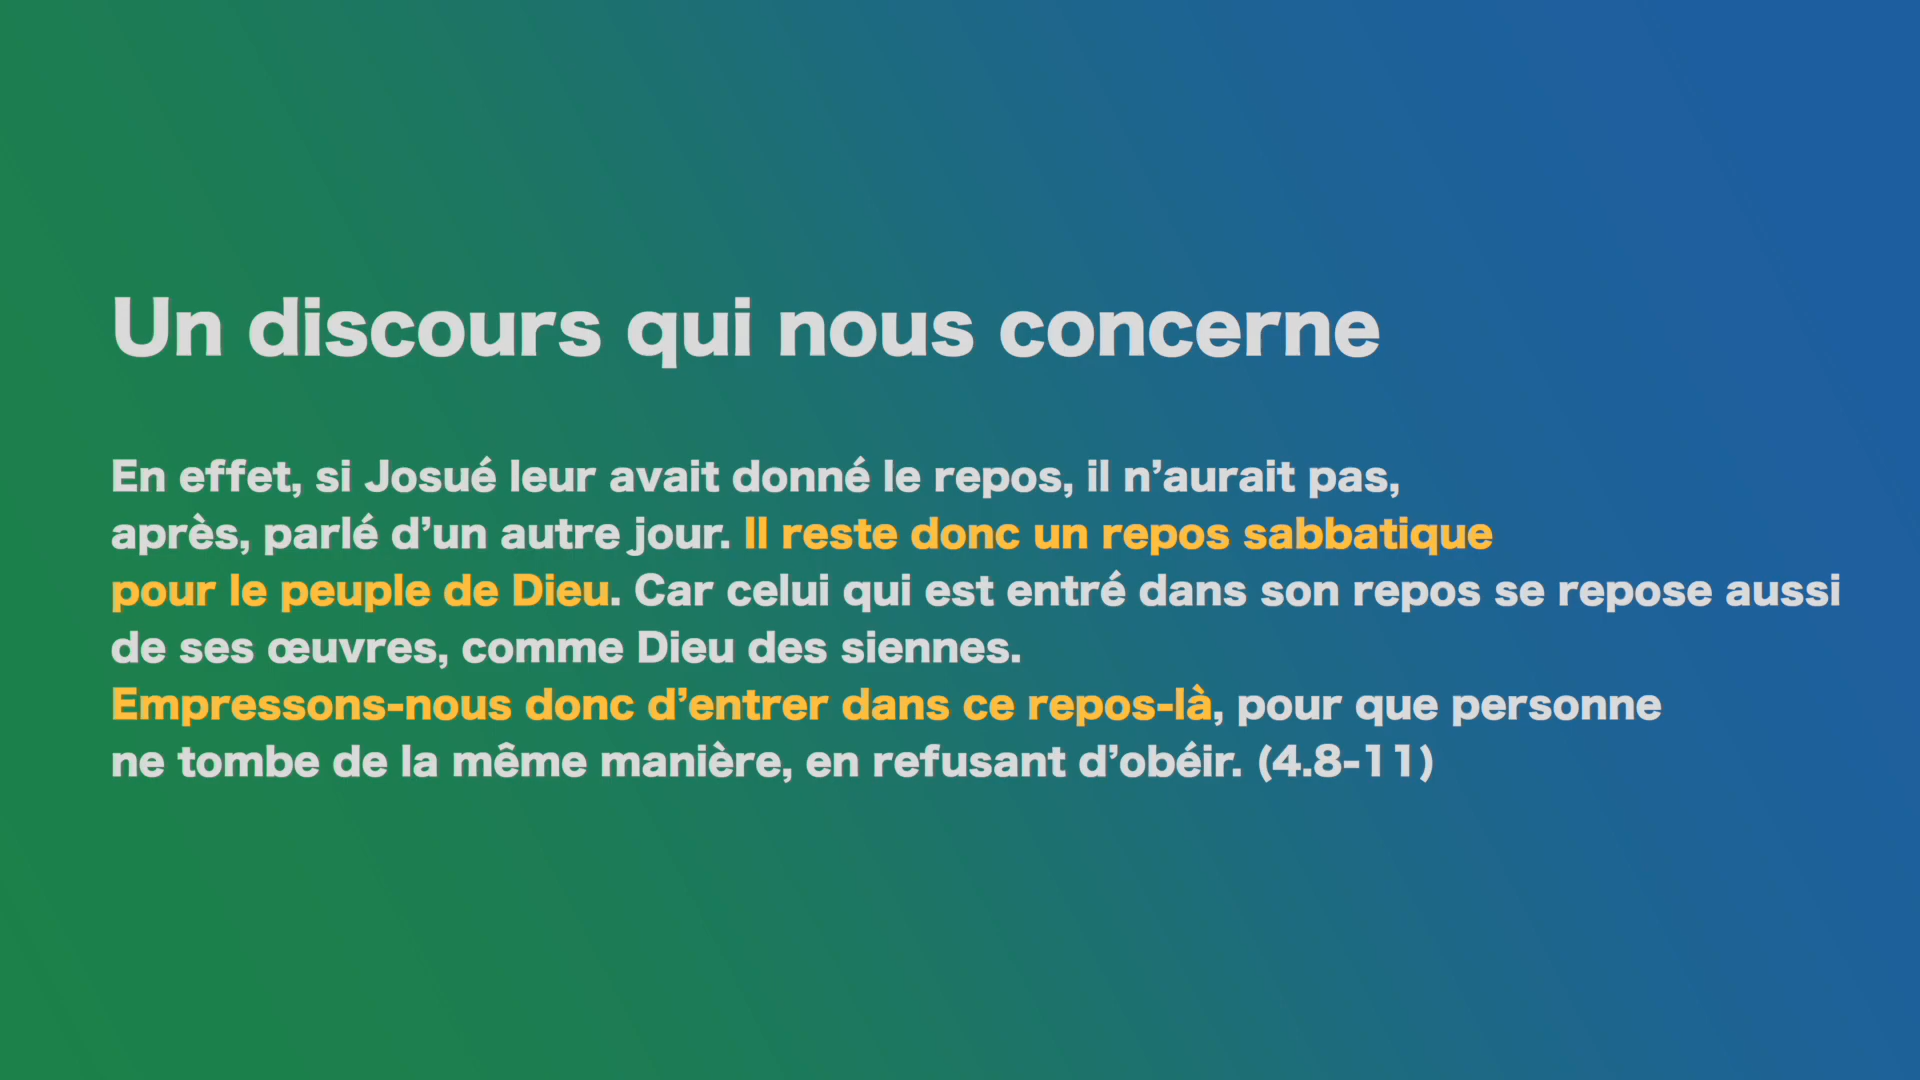 Un discours qui nous concerne
En effet, si Josué leur avait donné le repos, il n’aurait pas,
après, parlé d’un autre jour. Il reste donc un repos sabbatique
pour le peuple de Dieu. Car celui qui est entré dans son repos se repose aussi
de ses œuvres, comme Dieu des siennes.
Empressons-nous donc d’entrer dans ce repos-là, pour que personne
ne tombe de la même manière, en refusant d’obéir. (4.8-11)